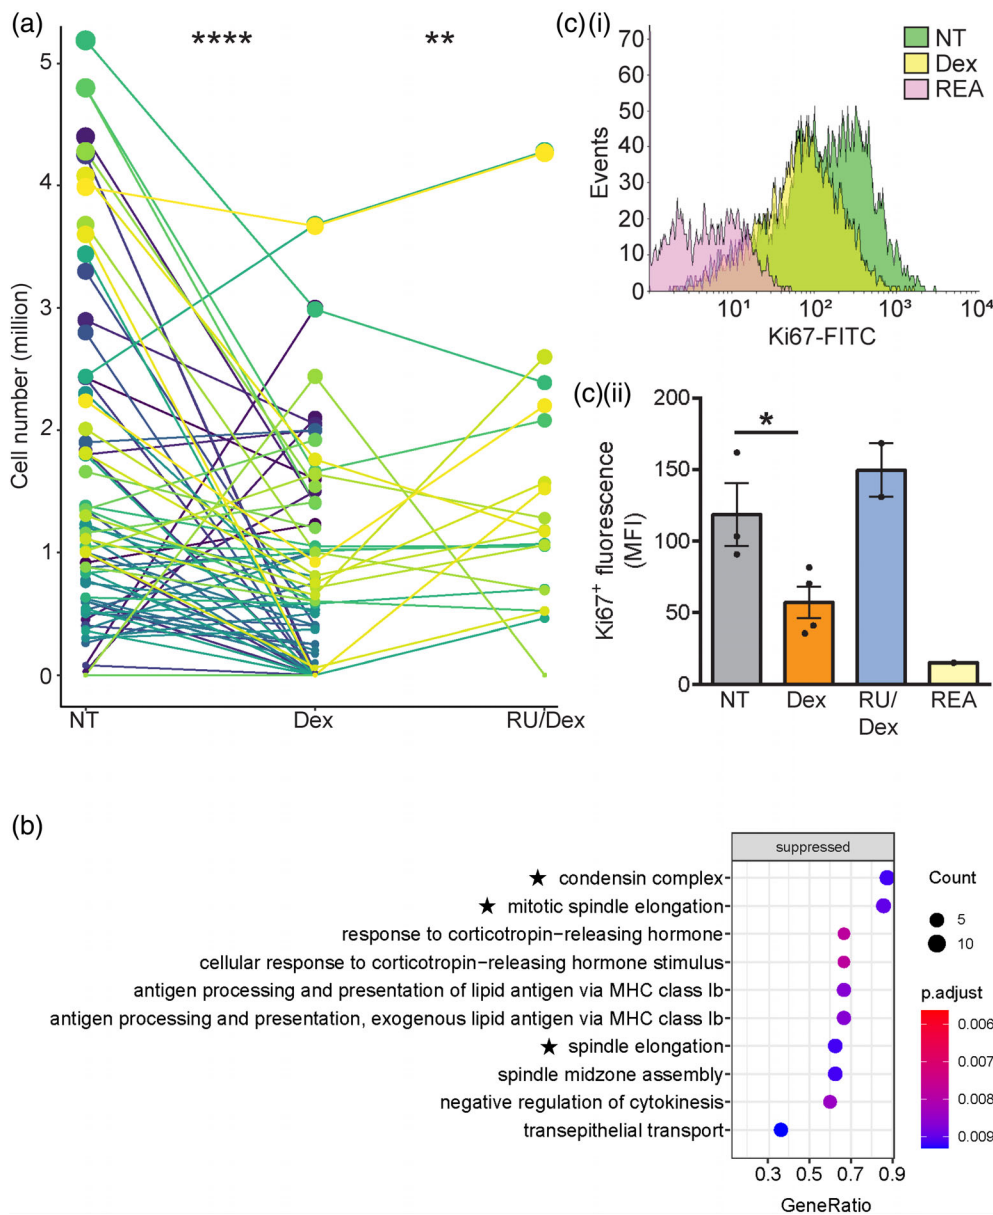 (a)
****
**
5
4
3
2
1
0
Cell number (million)
NT
Dex
RU/Dex
(c)(i)
NT
Dex
REA
70
60
50
40
30
20
10
0
Events
10¹
10²
10³
10⁴
Ki67-FITC
(c)(ii)
*
200
150
100
50
0
Ki67⁺ fluorescence
(MFI)
NT
Dex
RU/
Dex
REA
(b)
suppressed
★ condensin complex
★ mitotic spindle elongation
response to corticotropin−releasing hormone
cellular response to corticotropin−releasing hormone stimulus
antigen processing and presentation of lipid antigen via MHC class Ib
antigen processing and presentation, exogenous lipid antigen via MHC class Ib
★ spindle elongation
spindle midzone assembly
negative regulation of cytokinesis
transepithelial transport
0.3
0.5
0.7
0.9
GeneRatio
Count
5
10
p.adjust
0.006
0.007
0.008
0.009